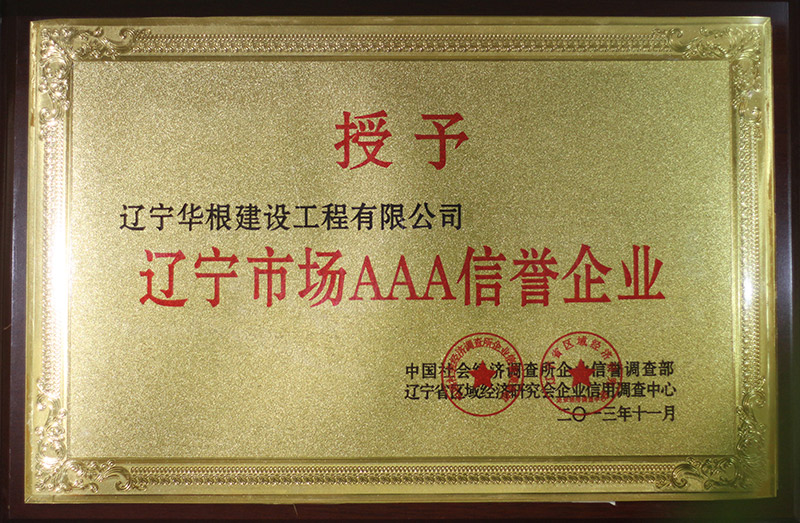 授予
辽宁华根建设工程有限公司
辽宁市场AAA信誉企业
中国社会经济调查所企业信誉调查部
辽宁省区域经济研究会企业信用调查中心
二〇一三年十一月